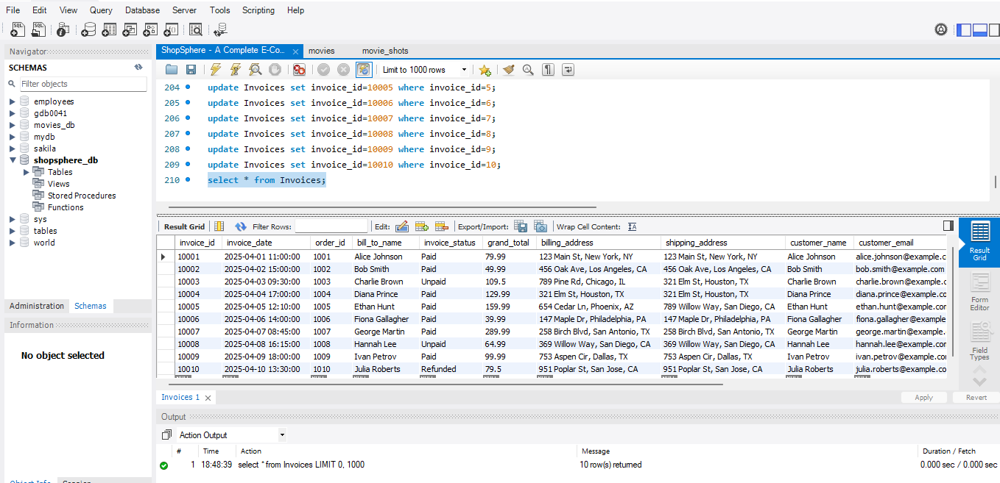 File Edit View Query Database Server Tools Scripting Help
Navigator
SCHEMAS
Filter objects
employees
gdb0041
movies_db
mydb
sakila
shopsphere_db
Tables
Views
Stored Procedures
Functions
sys
tables
world
Administration Schemas
Information
No object selected
Object Info Session
ShopSphere - A Complete E-Co... movies movie_shots
Limit to 1000 rows
204 update Invoices set invoice_id=10005 where invoice_id=5;
205 update Invoices set invoice_id=10006 where invoice_id=6;
206 update Invoices set invoice_id=10007 where invoice_id=7;
207 update Invoices set invoice_id=10008 where invoice_id=8;
208 update Invoices set invoice_id=10009 where invoice_id=9;
209 update Invoices set invoice_id=10010 where invoice_id=10;
210 select * from Invoices;
Result Grid Filter Rows: Edit: Export/Import: Wrap Cell Content:
invoice_id invoice_date order_id bill_to_name invoice_status grand_total billing_address shipping_address customer_name customer_email
10001 2025-04-01 11:00:00 1001 Alice Johnson Paid 79.99 123 Main St, New York, NY 123 Main St, New York, NY Alice Johnson alice.johnson@example.c
10002 2025-04-02 15:00:00 1002 Bob Smith Paid 49.99 456 Oak Ave, Los Angeles, CA 456 Oak Ave, Los Angeles, CA Bob Smith bob.smith@example.com
10003 2025-04-03 09:30:00 1003 Charlie Brown Unpaid 109.5 789 Pine Rd, Chicago, IL 321 Elm St, Houston, TX Charlie Brown charlie.brown@example.c
10004 2025-04-04 17:00:00 1004 Diana Prince Paid 129.99 321 Elm St, Houston, TX 321 Elm St, Houston, TX Diana Prince diana.prince@example.co
10005 2025-04-05 12:10:00 1005 Ethan Hunt Paid 159.99 654 Cedar Ln, Phoenix, AZ 789 Willow Way, San Diego, CA Ethan Hunt ethan.hunt@example.com
10006 2025-04-06 14:00:00 1006 Fiona Gallagher Paid 39.99 147 Maple Dr, Philadelphia, PA 147 Maple Dr, Philadelphia, PA Fiona Gallagher fiona.gallagher@example
10007 2025-04-07 08:45:00 1007 George Martin Paid 289.99 258 Birch Blvd, San Antonio, TX 258 Birch Blvd, San Antonio, TX George Martin george.martin@example.
10008 2025-04-08 16:15:00 1008 Hannah Lee Unpaid 64.99 369 Willow Way, San Diego, CA 369 Willow Way, San Diego, CA Hannah Lee hannah.lee@example.co
10009 2025-04-09 18:00:00 1009 Ivan Petrov Paid 99.99 753 Aspen Cir, Dallas, TX 753 Aspen Cir, Dallas, TX Ivan Petrov ivan.petrov@example.co
10010 2025-04-10 13:30:00 1010 Julia Roberts Refunded 79.5 951 Poplar St, San Jose, CA 951 Poplar St, San Jose, CA Julia Roberts julia.roberts@example.co
Result
Grid
Form
Editor
Field
Types
Invoices 1 Apply Revert
Output
Action Output
# Time Action Message Duration / Fetch
1 18:48:39 select * from Invoices LIMIT 0, 1000 10 row(s) returned 0.000 sec / 0.000 sec